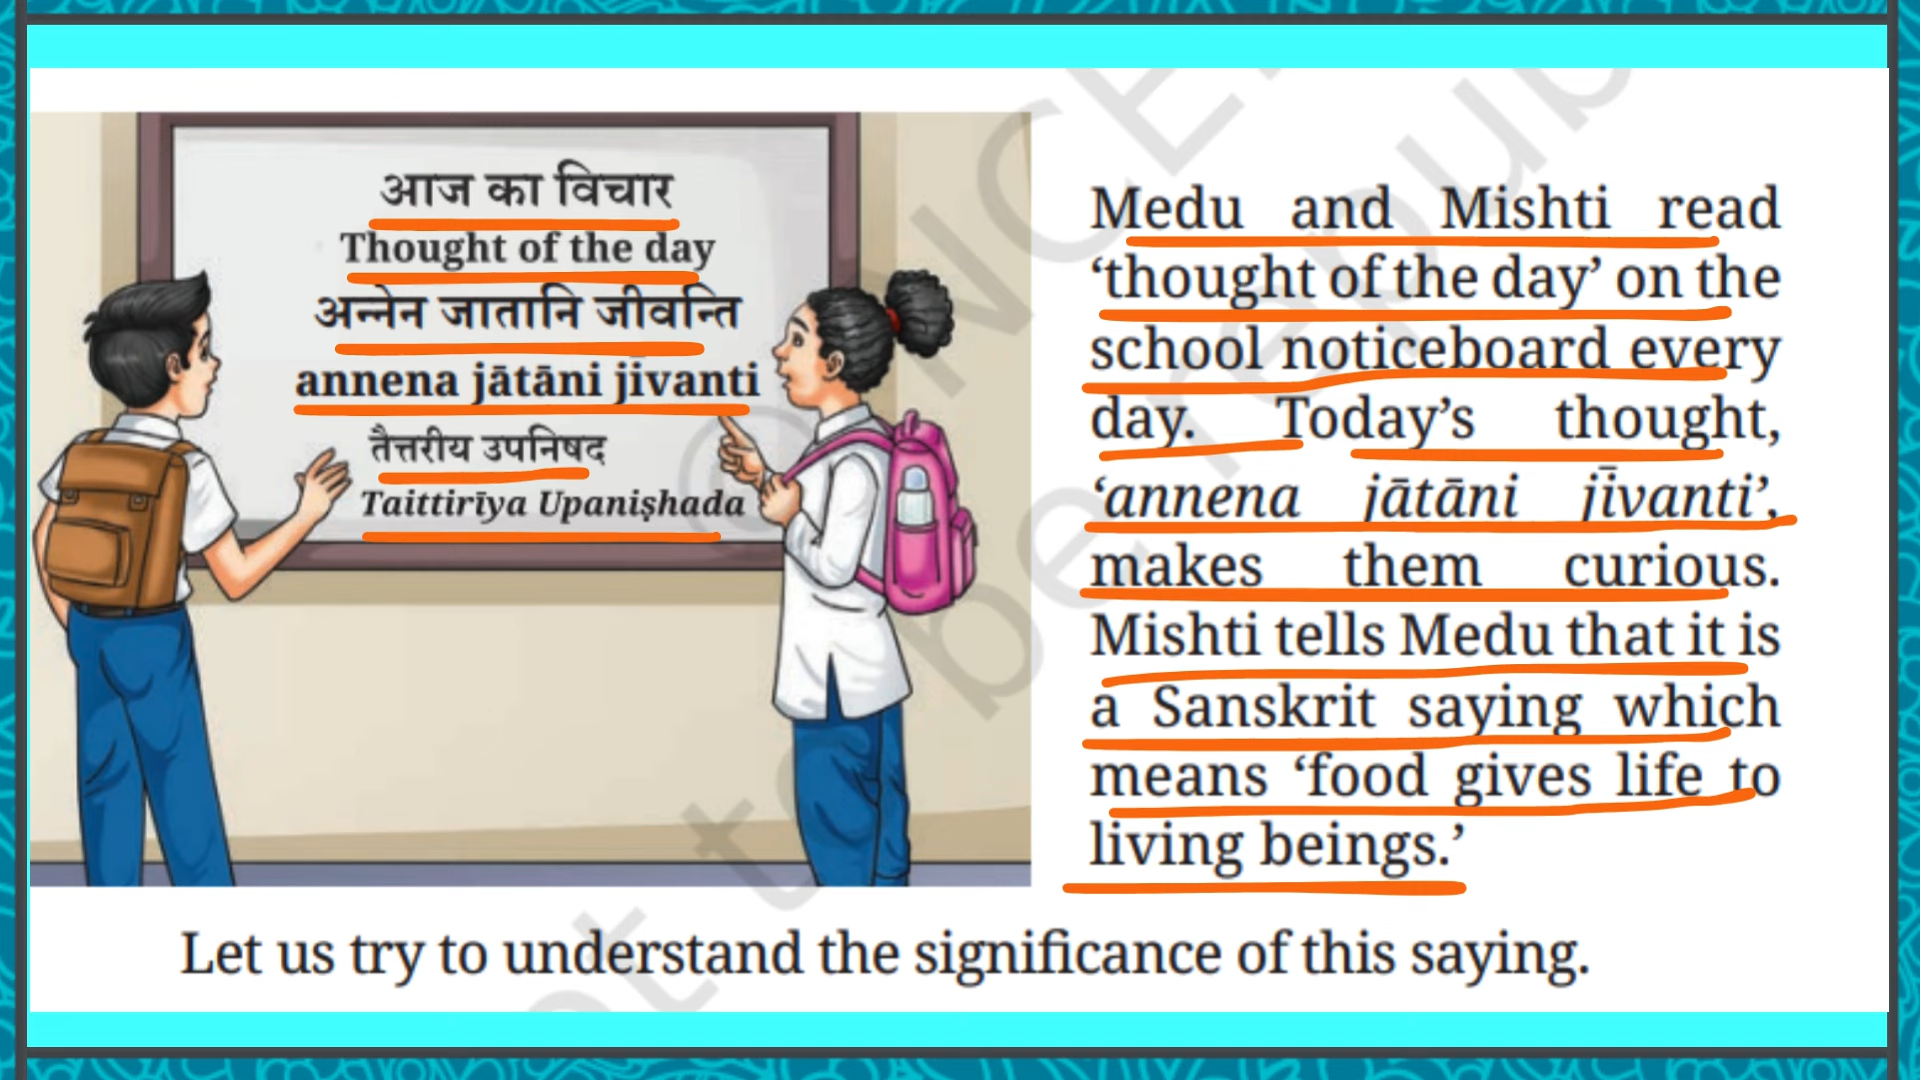 आज का विचार
Thought of the day
अन्नेन जातानि जीवन्ति
annena jātāni jīvanti
तैत्तरीय उपनिषद
Taittirīya Upaniṣhada
Medu and Mishti read
‘thought of the day’ on the
school noticeboard every
day. Today’s thought,
‘annena jātāni jīvanti’,
makes them curious.
Mishti tells Medu that it is
a Sanskrit saying which
means ‘food gives life to
living beings.’
Let us try to understand the significance of this saying.